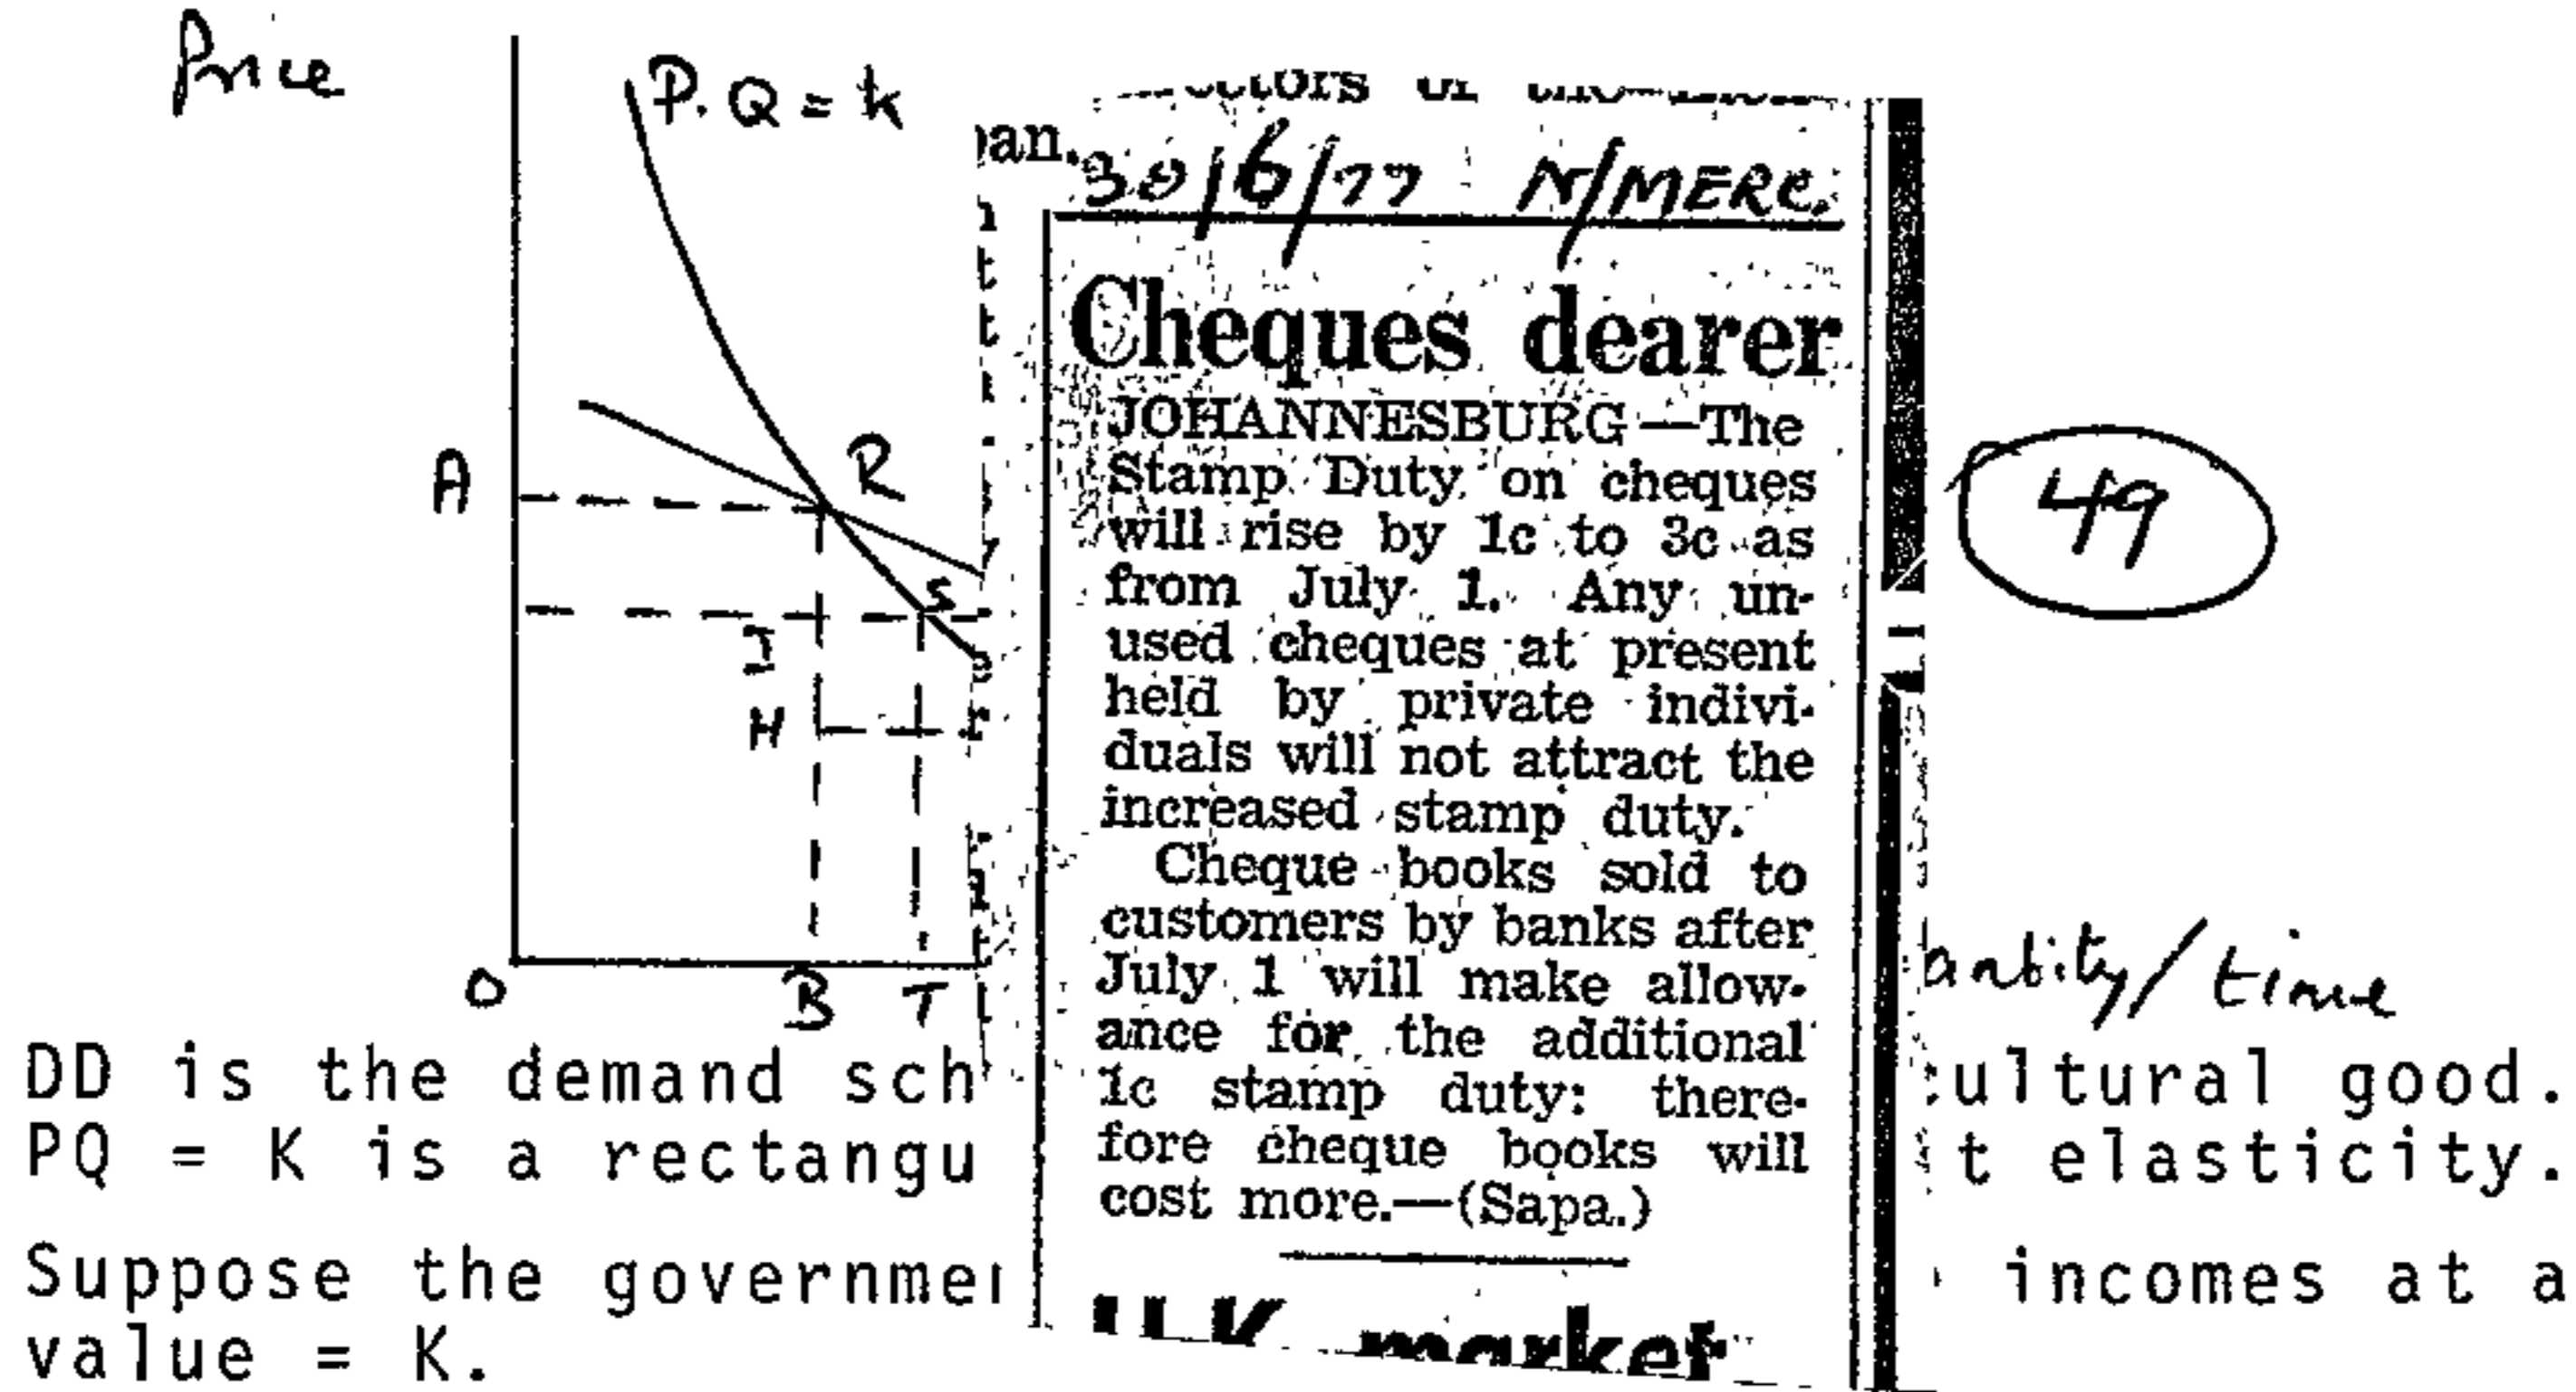 Price
P.Q = k
30/6/77 N/MERC.
Cheques dearer
JOHANNESBURG—The
Stamp Duty on cheques
will rise by 1c to 3c as
from July 1. Any un-
used cheques at present
held by private indivi-
duals will not attract the
increased stamp duty.
Cheque books sold to
customers by banks after
July 1 will make allow-
ance for the additional
1c stamp duty: there-
fore cheque books will
cost more.—(Sapa.)
UK market
49
A
R
S
J
H
O
B
T
antity/time
DD is the demand sch
ultural good.
PQ = K is a rectangu
t elasticity.
Suppose the governme
incomes at a
value = K.